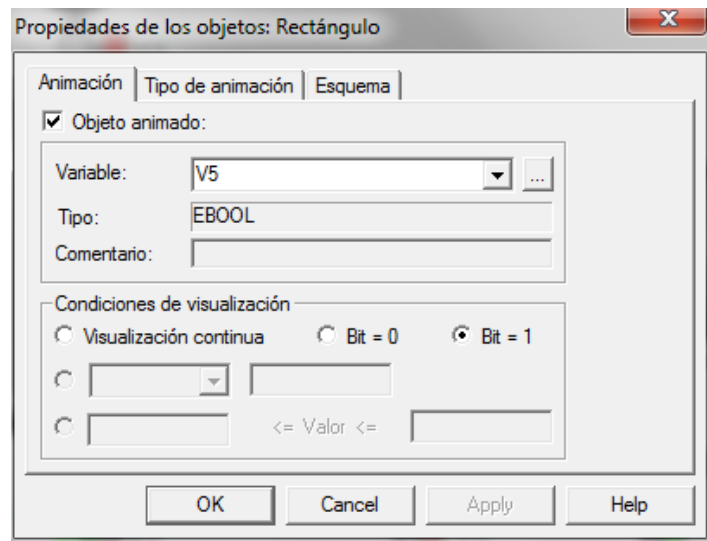 Propiedades de los objetos: Rectángulo
x
Animación Tipo de animación Esquema
Objeto animado:
Variable: V5 ...
Tipo: EBOOL
Comentario:
Condiciones de visualización
Visualización continua Bit = 0 Bit = 1
<= Valor <=
OK Cancel Apply Help